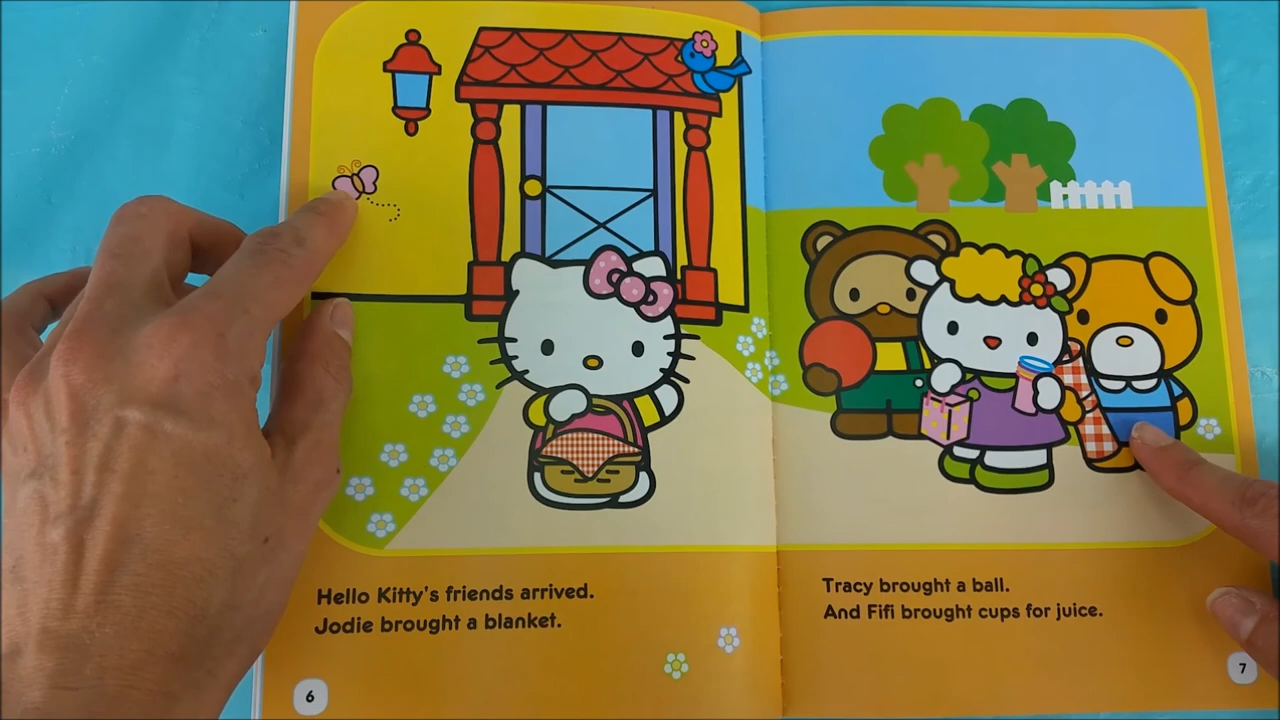 Hello Kitty's friends arrived.
Jodie brought a blanket.
6
Tracy brought a ball.
And Fifi brought cups for juice.
7